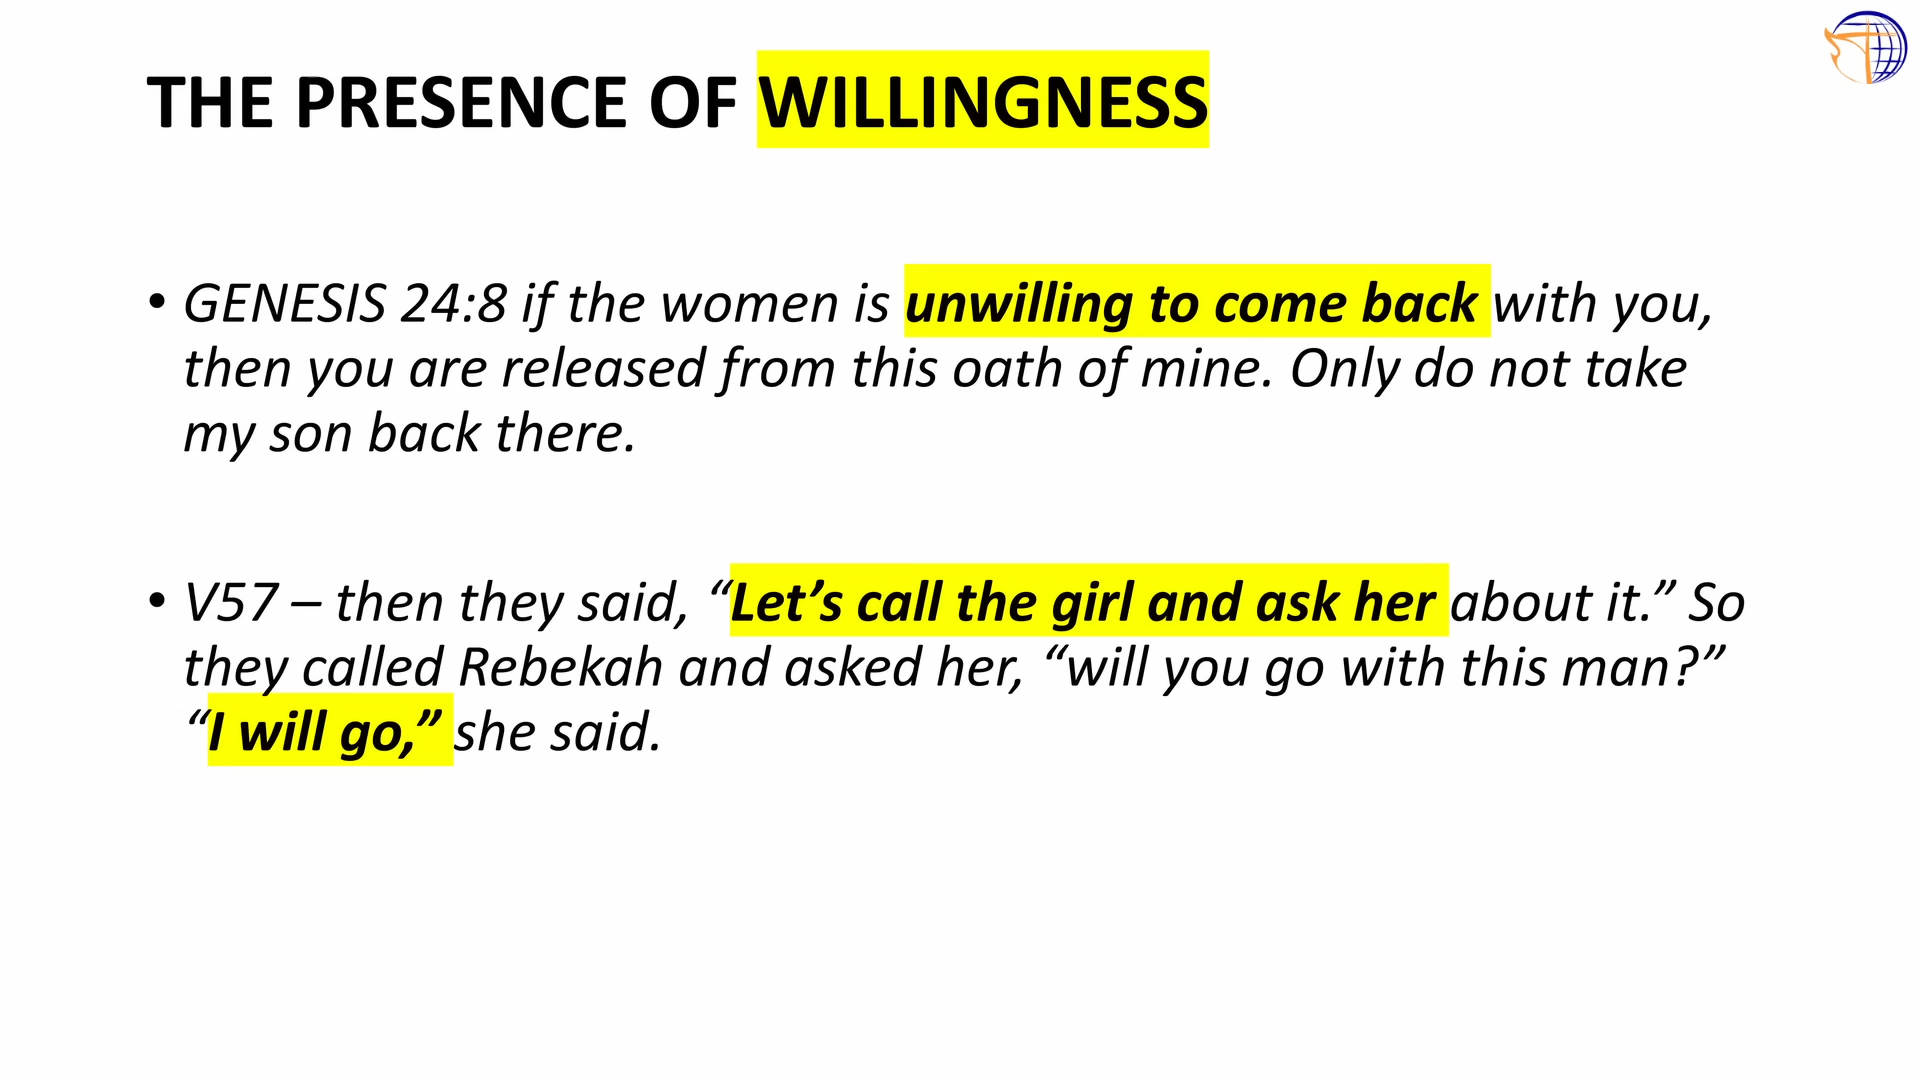 THE PRESENCE OF WILLINGNESS
• GENESIS 24:8 if the women is unwilling to come back with you,
then you are released from this oath of mine. Only do not take
my son back there.
• V57 – then they said, “Let’s call the girl and ask her about it.” So
they called Rebekah and asked her, “will you go with this man?”
“I will go,” she said.